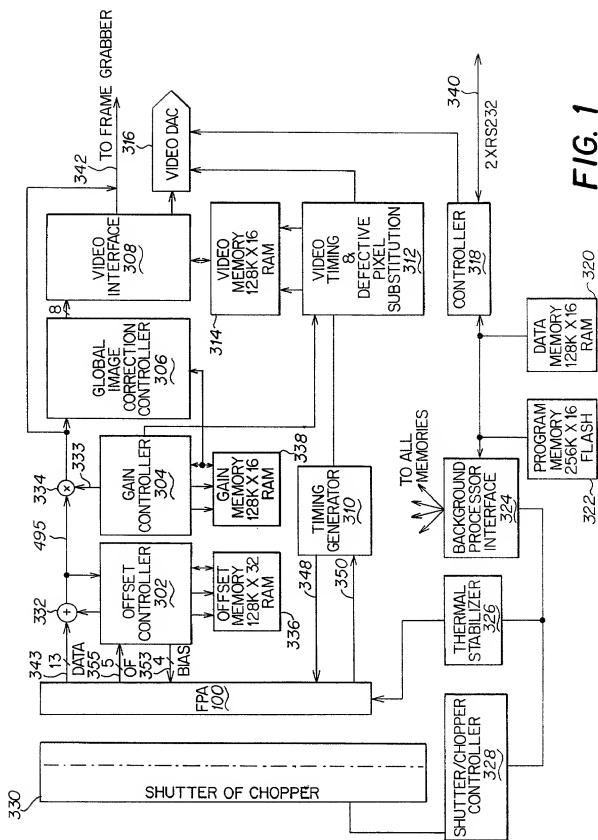 TO FRAME GRABBER
342
316
VIDEO DAC
340
2XRS232
FIG. 1
8
VIDEO
INTERFACE
308
VIDEO
MEMORY
128K X16
RAM
314
VIDEO TIMING
&
DEFECTIVE
PIXEL
SUBSTITUTION
312
CONTROLLER
318
DATA
MEMORY
128K X16
RAM
320
GLOBAL
IMAGE
CORRECTION
CONTROLLER
306
334
X
333
GAIN
CONTROLLER
304
GAIN
MEMORY
128K X16
338
TIMING
GENERATOR
310
TO ALL
MEMORIES
PROGRAM
MEMORY
256K X16
FLASH
322
495
332
+
OFFSET
CONTROLLER
302
OFFSET
MEMORY
128K X 32
RAM
336
348
350
BACKGROUND
PROCESSOR
INTERFACE
324
THERMAL
STABILIZER
326
343
13
DATA
355
5
OF
353
4
BIAS
FPA
100
SHUTTER/CHOPPER
CONTROLLER
328
330
SHUTTER OF CHOPPER